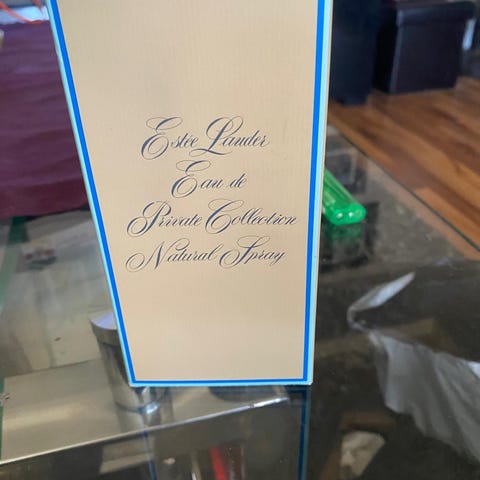 Estée Lauder
Eau de
Private Collection
Natural Spray